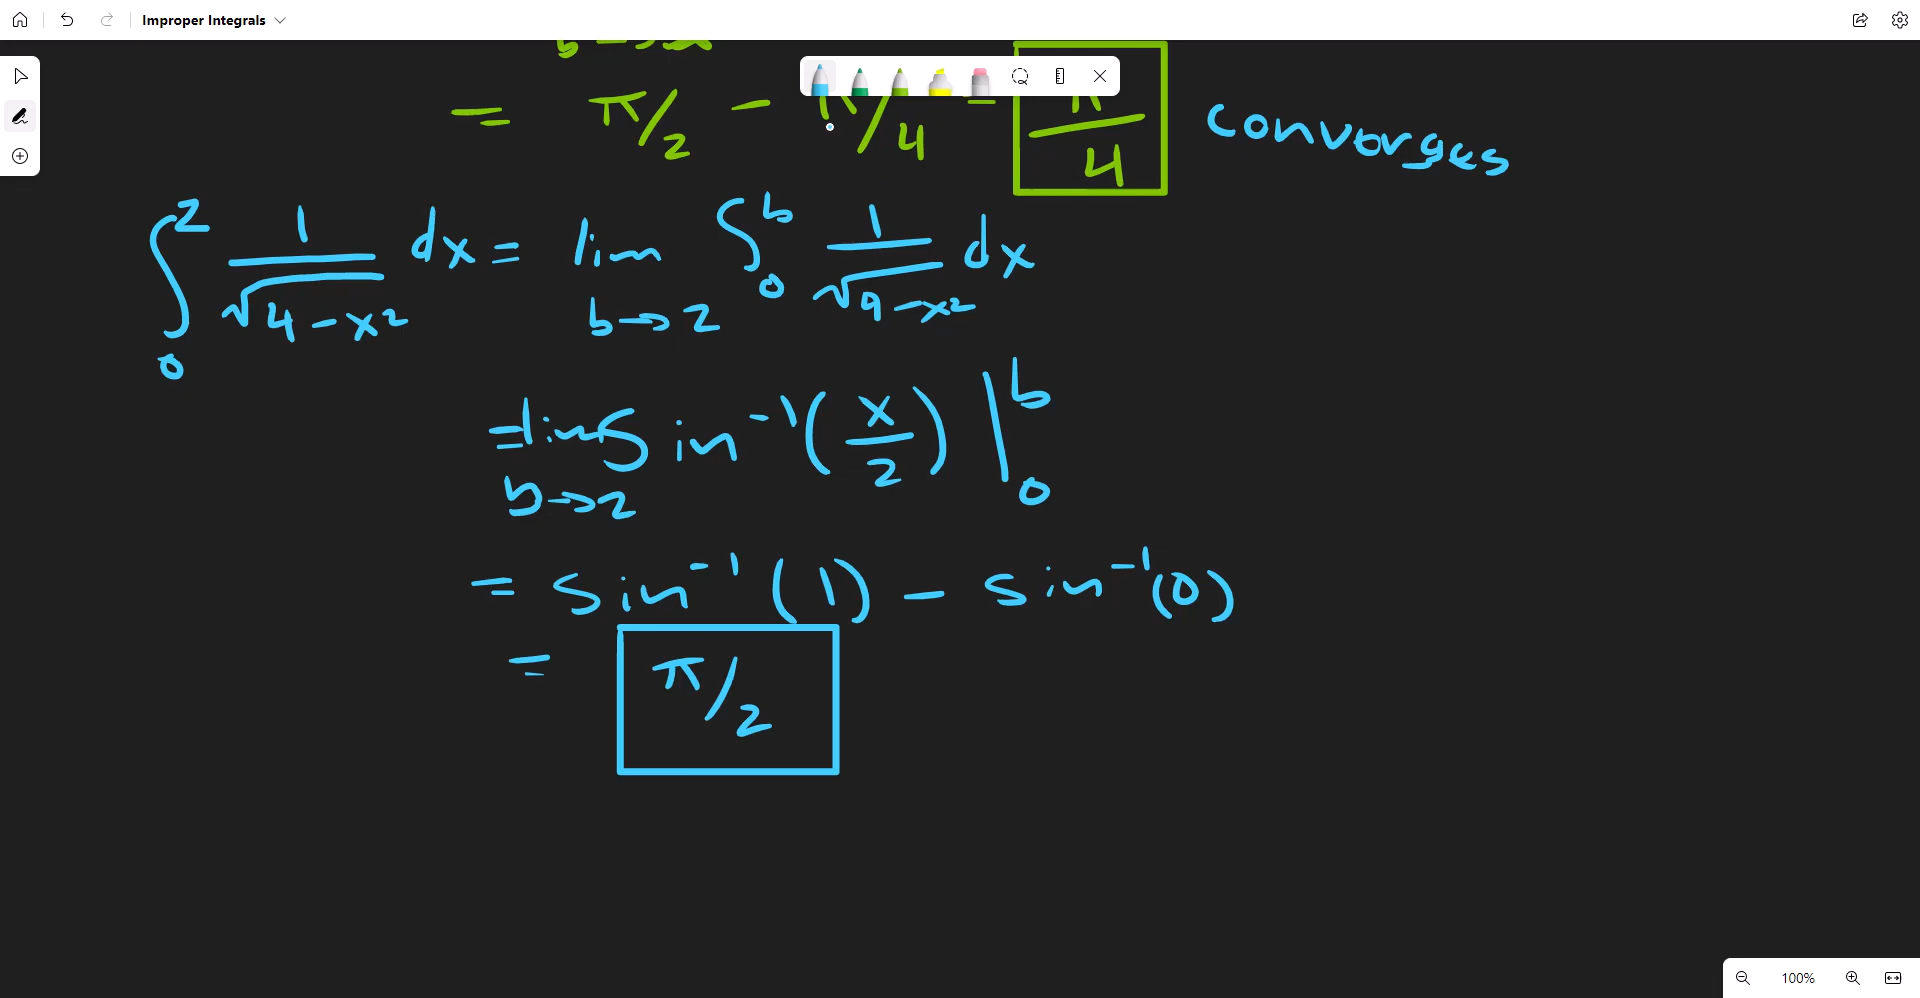 Improper Integrals
b → ∞
= π/2 − π/4 = π/4 converges
∫₀² 1/√(4−x²) dx = lim b→2 ∫₀ᵇ 1/√(9−x²) dx
= lim b→2 sin⁻¹(x/2) |₀ᵇ
= sin⁻¹(1) − sin⁻¹(0)
= π/2
100%